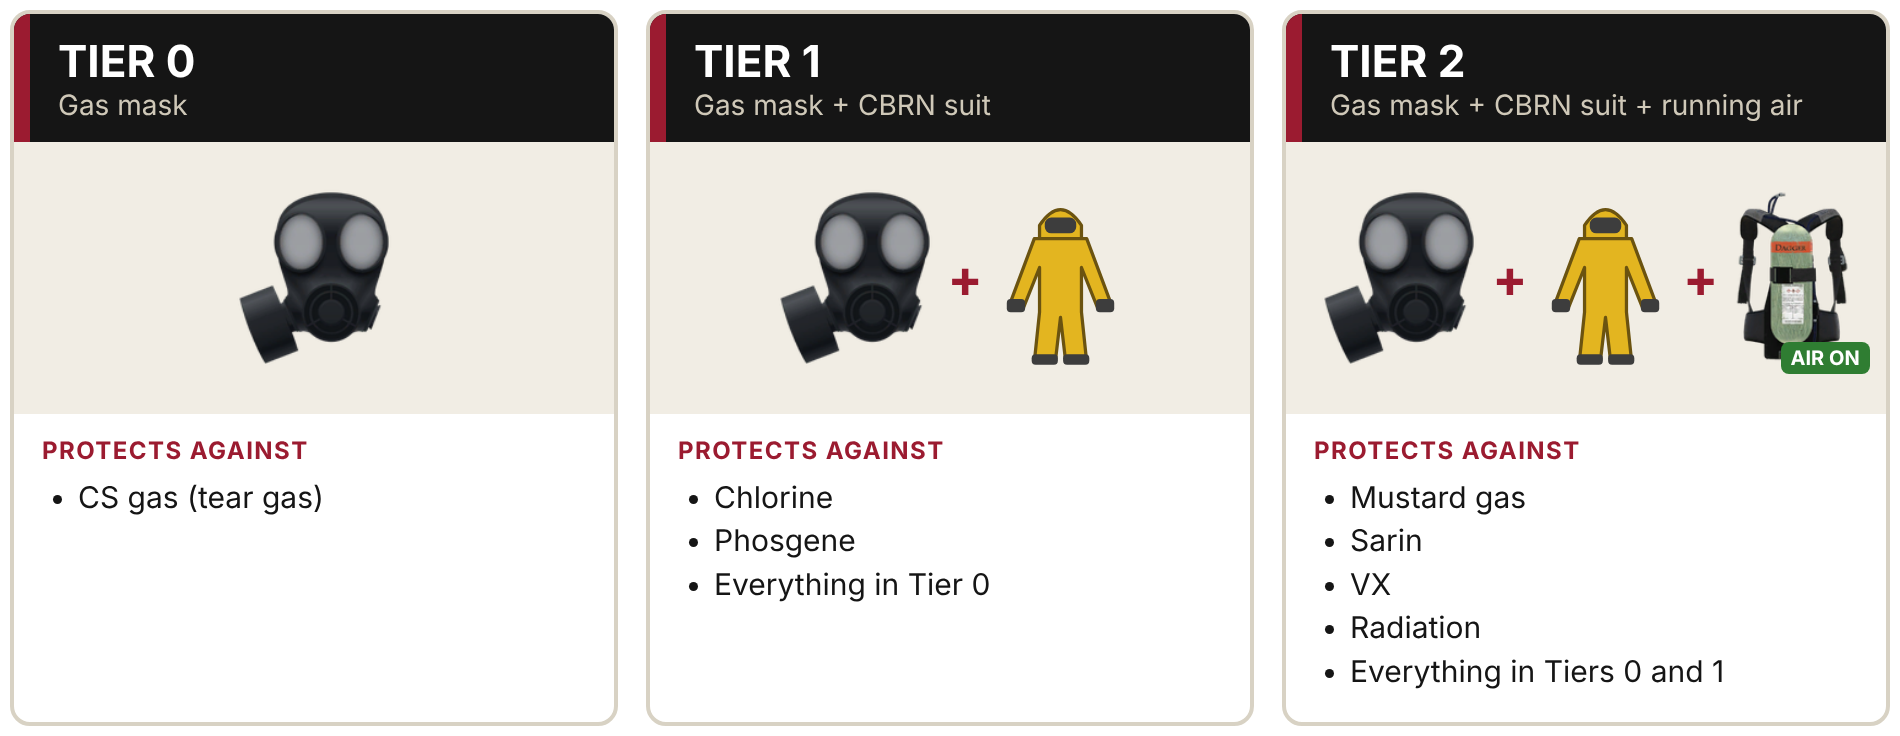 TIER 0
Gas mask
PROTECTS AGAINST
• CS gas (tear gas)
TIER 1
Gas mask + CBRN suit
+
PROTECTS AGAINST
• Chlorine
• Phosgene
• Everything in Tier 0
TIER 2
Gas mask + CBRN suit + running air
+
+
DAGGER
AIR ON
PROTECTS AGAINST
• Mustard gas
• Sarin
• VX
• Radiation
• Everything in Tiers 0 and 1